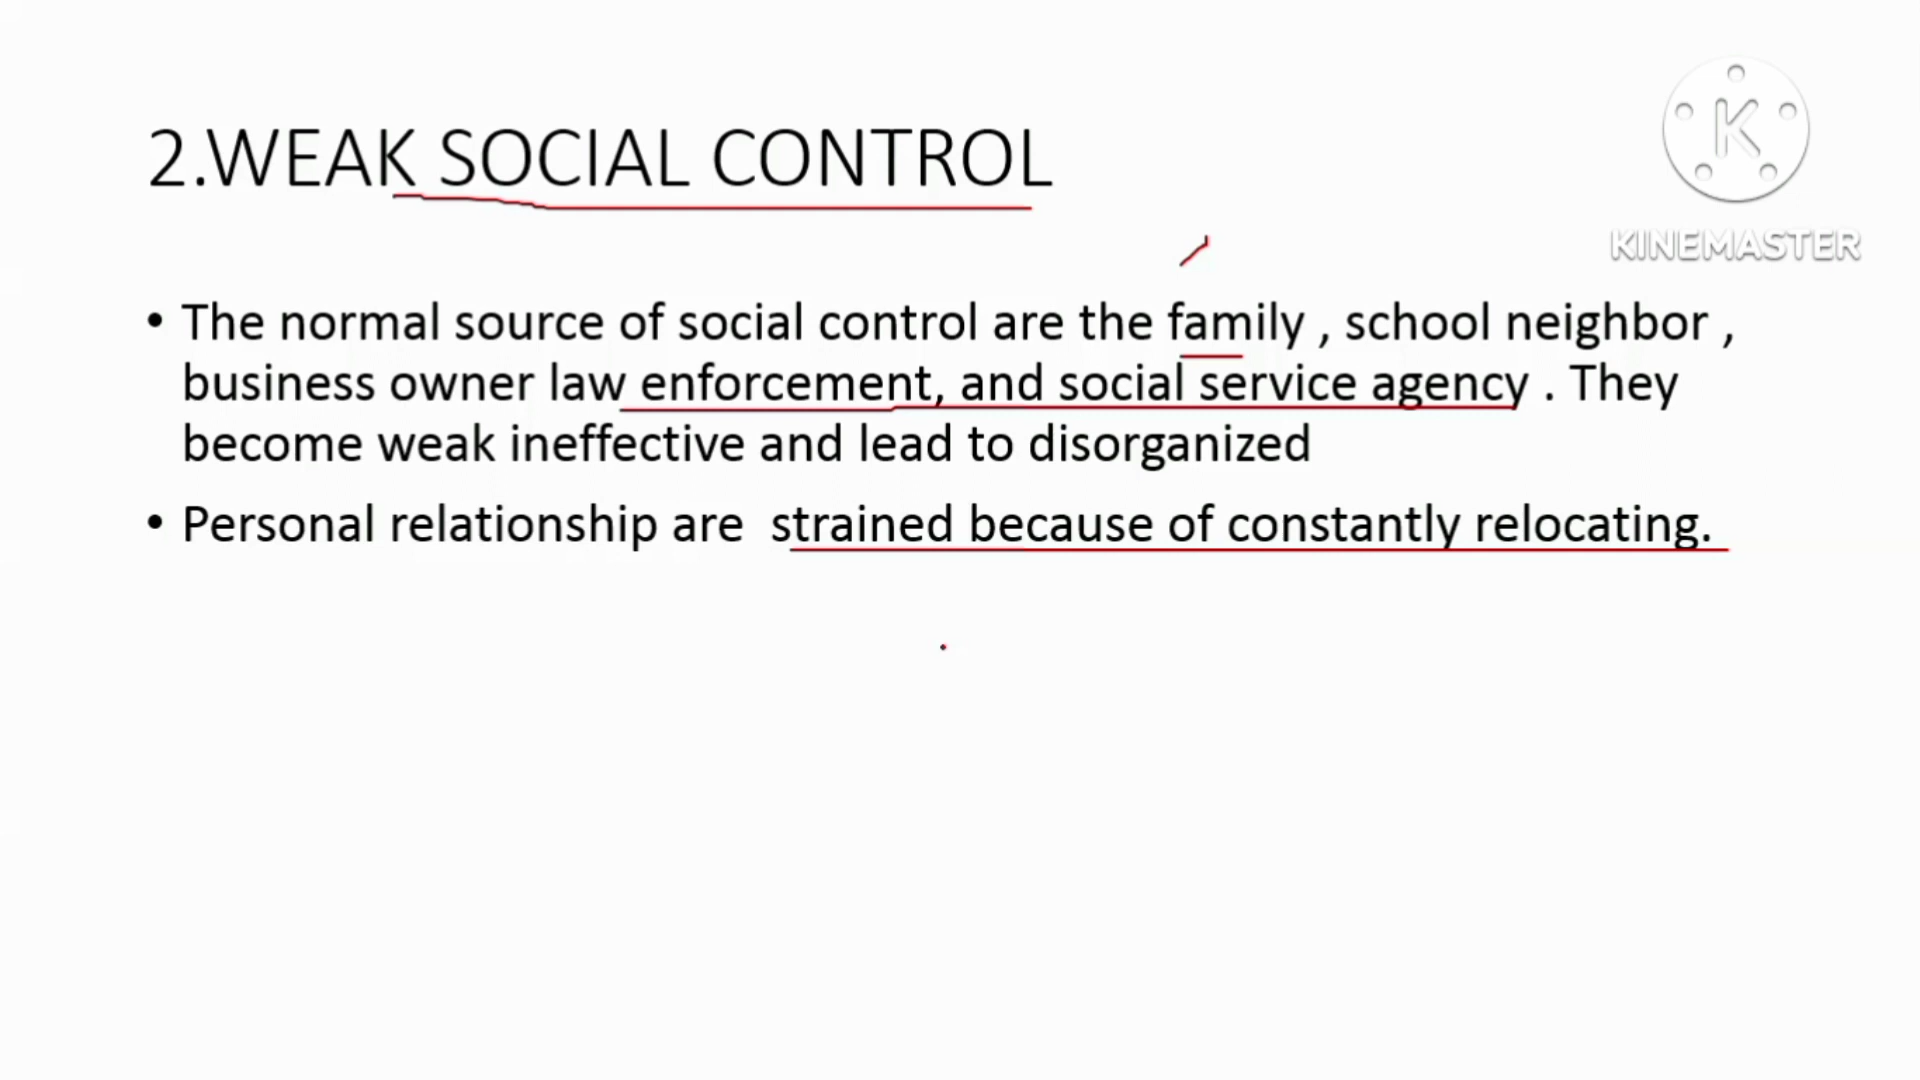 2.WEAK SOCIAL CONTROL
K
KINEMASTER
• The normal source of social control are the family , school neighbor ,
business owner law enforcement, and social service agency . They
become weak ineffective and lead to disorganized
• Personal relationship are strained because of constantly relocating.